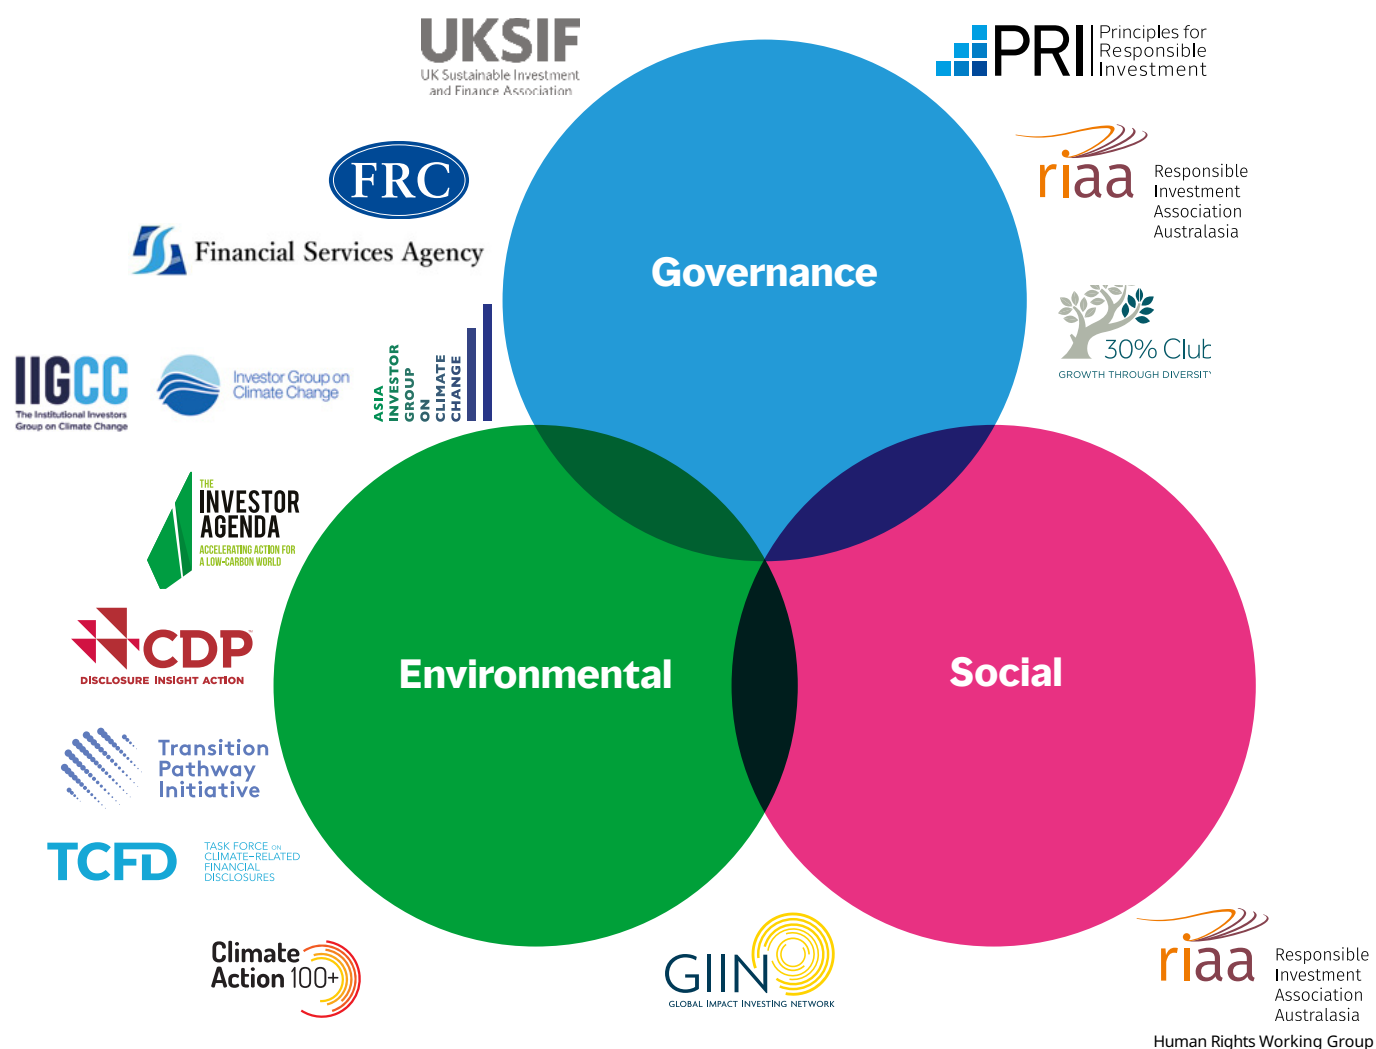 UKSIF
UK Sustainable Investment
and Finance Association
PRI
Principles for
Responsible
Investment
FRC
riaa
Responsible
Investment
Association
Australasia
Financial Services Agency
Governance
30% Club
GROWTH THROUGH DIVERSIT
IIGCC
The Institutional Investors
Group on Climate Change
Investor Group on
Climate Change
ASIA
INVESTOR
GROUP
ON
CLIMATE
CHANGE
THE
INVESTOR
AGENDA
ACCELERATING ACTION FOR
A LOW-CARBON WORLD
CDP
DISCLOSURE INSIGHT ACTION
Environmental
Social
Transition
Pathway
Initiative
TCFD
TASK FORCE ON
CLIMATE-RELATED
FINANCIAL
DISCLOSURES
Climate
Action 100+
GIIN
GLOBAL IMPACT INVESTING NETWORK
riaa
Responsible
Investment
Association
Australasia
Human Rights Working Group